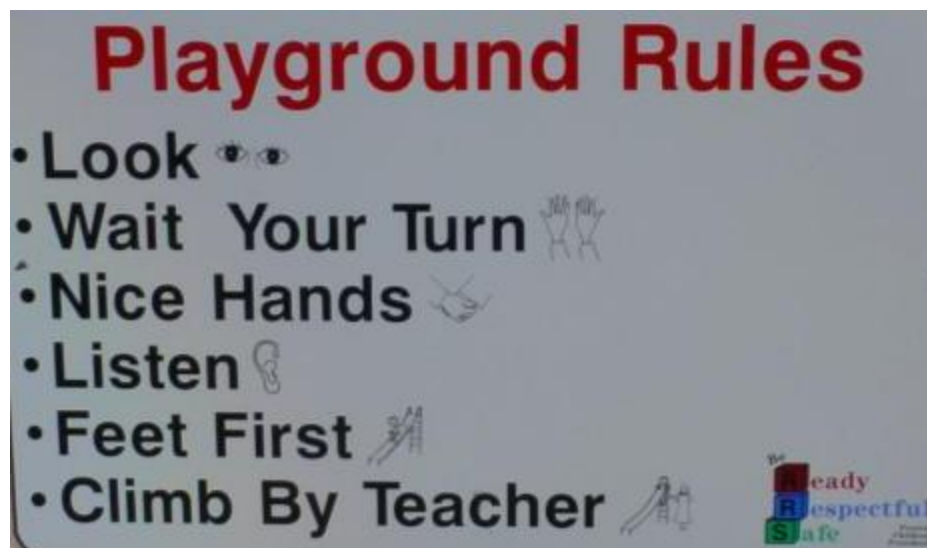 Playground Rules
• Look
• Wait Your Turn
• Nice Hands
• Listen
• Feet First
• Climb By Teacher
Be
Ready
Respectful
Safe